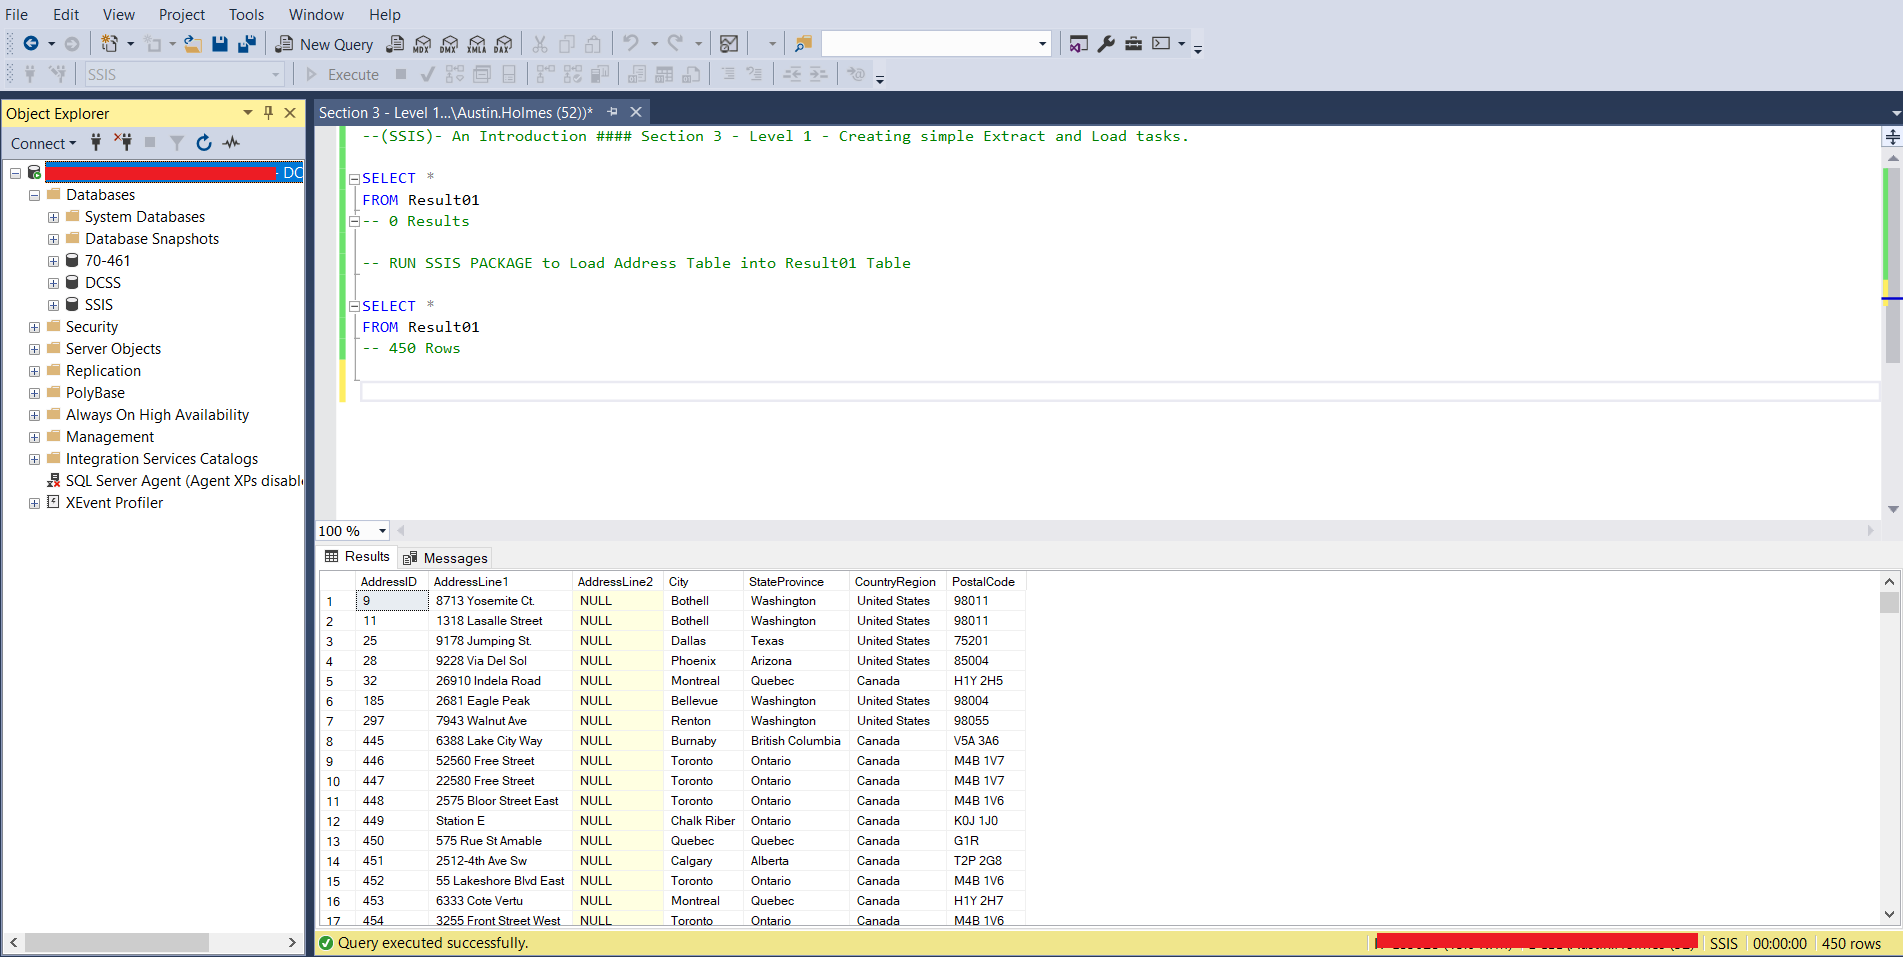 File Edit View Project Tools Window Help
New Query MDX DMX XMLA DAX
SSIS Execute
Object Explorer
Connect
- DC
Databases
System Databases
Database Snapshots
70-461
DCSS
SSIS
Security
Server Objects
Replication
PolyBase
Always On High Availability
Management
Integration Services Catalogs
SQL Server Agent (Agent XPs disabl
XEvent Profiler
Section 3 - Level 1...\Austin.Holmes (52))*
--(SSIS)- An Introduction #### Section 3 - Level 1 - Creating simple Extract and Load tasks.
SELECT *
FROM Result01
-- 0 Results
-- RUN SSIS PACKAGE to Load Address Table into Result01 Table
SELECT *
FROM Result01
-- 450 Rows
100 %
Results Messages
AddressID AddressLine1 AddressLine2 City StateProvince CountryRegion PostalCode
1 9 8713 Yosemite Ct. NULL Bothell Washington United States 98011
2 11 1318 Lasalle Street NULL Bothell Washington United States 98011
3 25 9178 Jumping St. NULL Dallas Texas United States 75201
4 28 9228 Via Del Sol NULL Phoenix Arizona United States 85004
5 32 26910 Indela Road NULL Montreal Quebec Canada H1Y 2H5
6 185 2681 Eagle Peak NULL Bellevue Washington United States 98004
7 297 7943 Walnut Ave NULL Renton Washington United States 98055
8 445 6388 Lake City Way NULL Burnaby British Columbia Canada V5A 3A6
9 446 52560 Free Street NULL Toronto Ontario Canada M4B 1V7
10 447 22580 Free Street NULL Toronto Ontario Canada M4B 1V7
11 448 2575 Bloor Street East NULL Toronto Ontario Canada M4B 1V6
12 449 Station E NULL Chalk Riber Ontario Canada K0J 1J0
13 450 575 Rue St Amable NULL Quebec Quebec Canada G1R
14 451 2512-4th Ave Sw NULL Calgary Alberta Canada T2P 2G8
15 452 55 Lakeshore Blvd East NULL Toronto Ontario Canada M4B 1V6
16 453 6333 Cote Vertu NULL Montreal Quebec Canada H1Y 2H7
17 454 3255 Front Street West NULL Toronto Ontario Canada M4B 1V6
Query executed successfully. SSIS 00:00:00 450 rows